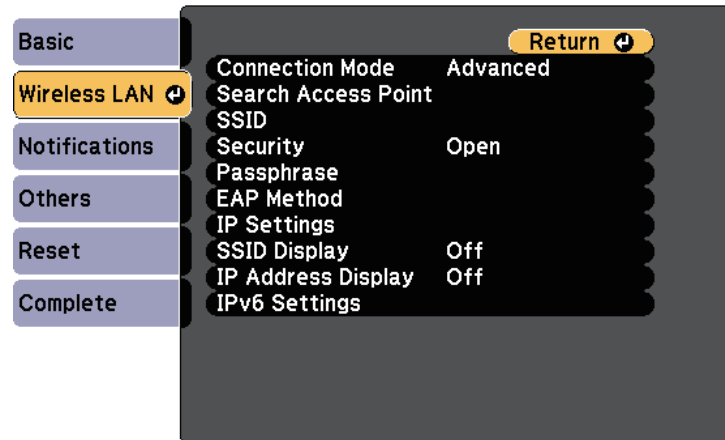 Basic
Wireless LAN
Notifications
Others
Reset
Complete
Return
Connection Mode Advanced
Search Access Point
SSID
Security Open
Passphrase
EAP Method
IP Settings
SSID Display Off
IP Address Display Off
IPv6 Settings